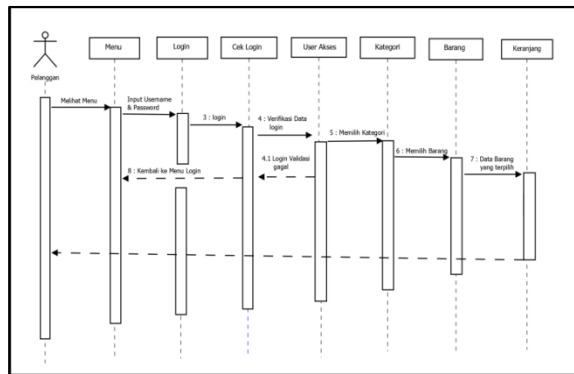 Menu
Login
Cek Login
User Akses
Kategori
Barang
Keranjang
Pelanggan
Melihat Menu
Input Username
& Password
3 : login
4 : Verifikasi Data
login
5 : Memilih Kategori
6 : Memilih Barang
7 : Data Barang
yang terpilih
4.1 Login Validasi
gagal
8 : Kembali ke Menu Login